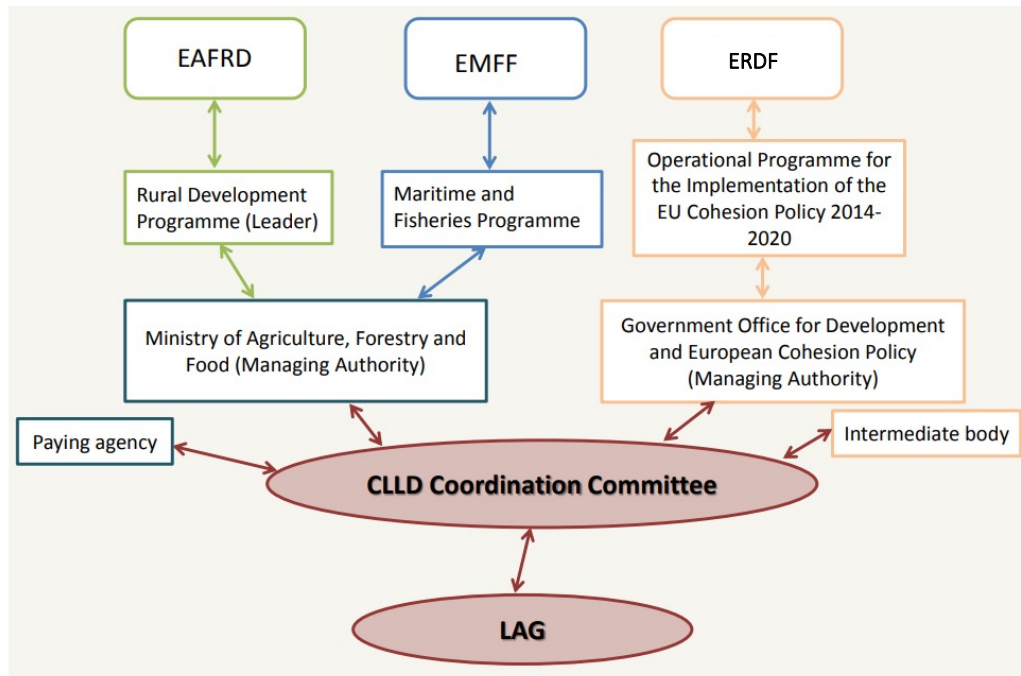 EAFRD
EMFF
ERDF
Rural Development
Programme (Leader)
Maritime and
Fisheries Programme
Operational Programme for
the Implementation of the
EU Cohesion Policy 2014-
2020
Ministry of Agriculture, Forestry and
Food (Managing Authority)
Government Office for Development
and European Cohesion Policy
(Managing Authority)
Paying agency
Intermediate body
CLLD Coordination Committee
LAG